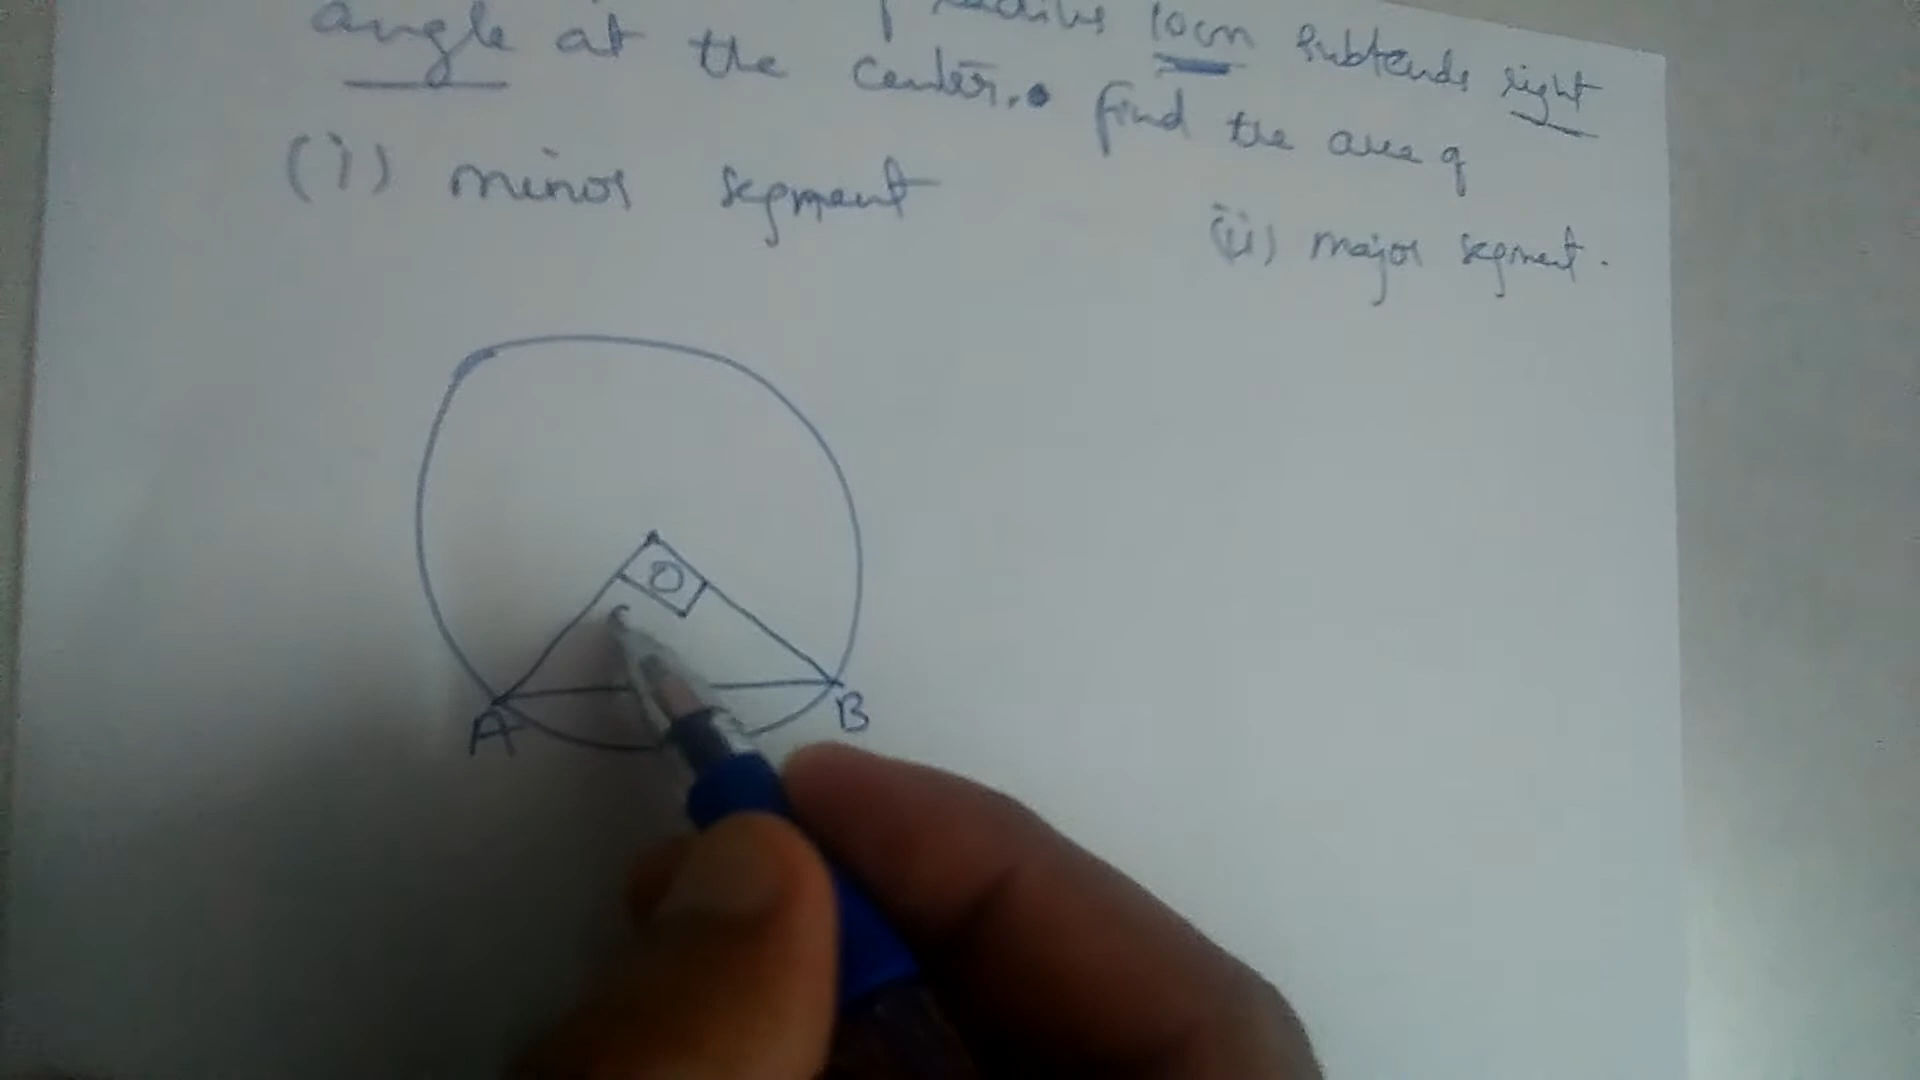 radius 10cm subtends right
angle at the center. find the area of
(i) minor segment
(ii) major segment.
O
A
B